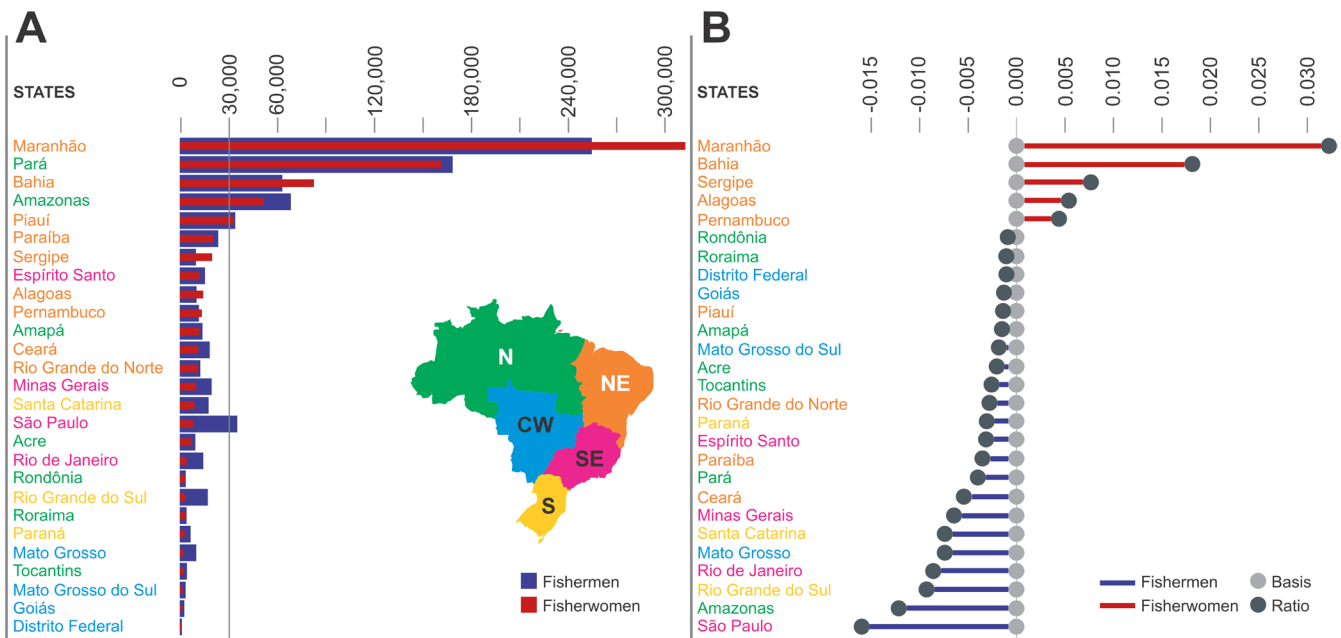 A
STATES
0
30,000
60,000
120,000
180,000
240,000
300,000
Maranhão
Pará
Bahia
Amazonas
Piauí
Paraíba
Sergipe
Espírito Santo
Alagoas
Pernambuco
Amapá
Ceará
Rio Grande do Norte
Minas Gerais
Santa Catarina
São Paulo
Acre
Rio de Janeiro
Rondônia
Rio Grande do Sul
Roraima
Paraná
Mato Grosso
Tocantins
Mato Grosso do Sul
Goiás
Distrito Federal
N
NE
CW
SE
S
Fishermen
Fisherwomen
B
STATES
-0.015
-0.010
-0.005
0.000
0.005
0.010
0.015
0.020
0.025
0.030
Maranhão
Bahia
Sergipe
Alagoas
Pernambuco
Rondônia
Roraima
Distrito Federal
Goiás
Piauí
Amapá
Mato Grosso do Sul
Acre
Tocantins
Rio Grande do Norte
Paraná
Espírito Santo
Paraíba
Pará
Ceará
Minas Gerais
Santa Catarina
Mato Grosso
Rio de Janeiro
Rio Grande do Sul
Amazonas
São Paulo
Fishermen
Basis
Fisherwomen
Ratio